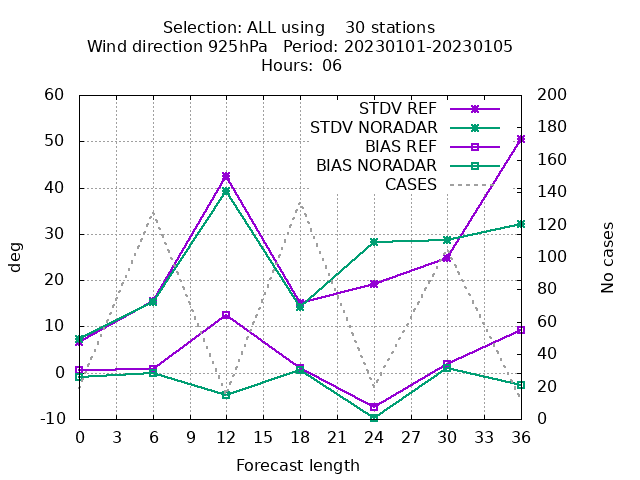 Selection: ALL using 30 stations
Wind direction 925hPa Period: 20230101-20230105
Hours: 06
STDV REF
STDV NORADAR
BIAS REF
BIAS NORADAR
CASES
60
50
40
30
20
10
0
-10
deg
200
180
160
140
120
100
80
60
40
20
0
No cases
0 3 6 9 12 15 18 21 24 27 30 33 36
Forecast length